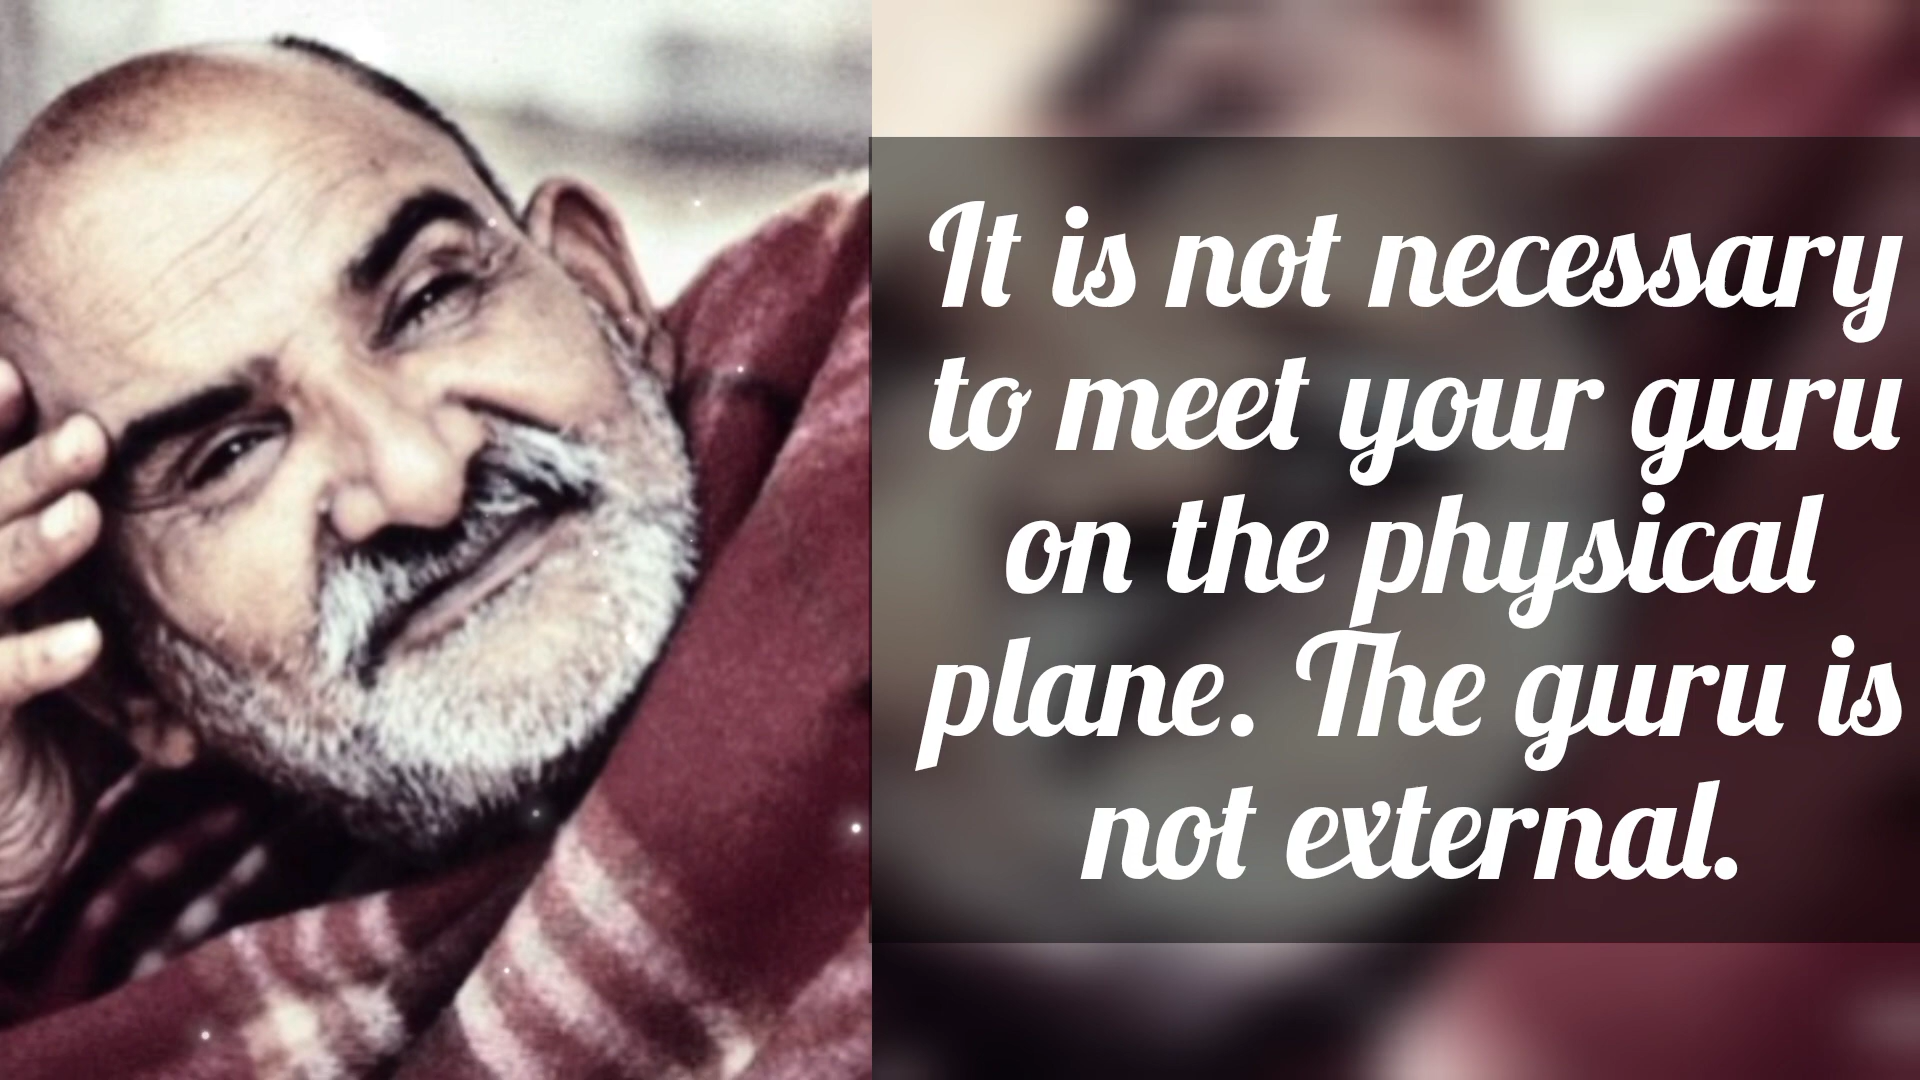 It is not necessary
to meet your guru
on the physical
plane. The guru is
not external.